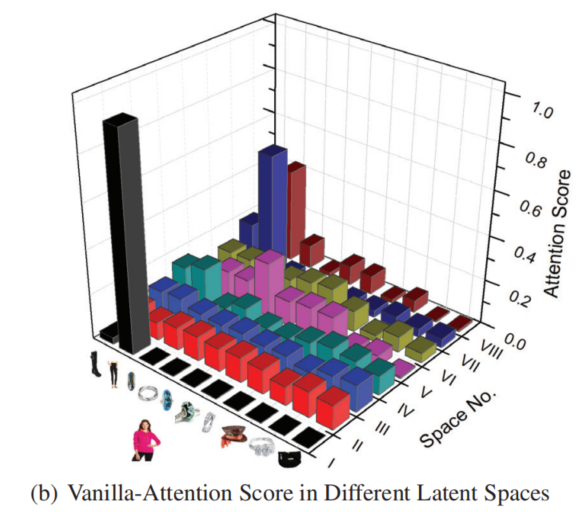 1.0
0.8
0.6
0.4
0.2
0.0
Attention Score
I
II
III
IV
V
VI
VII
VIII
Space No.
(b) Vanilla-Attention Score in Different Latent Spaces